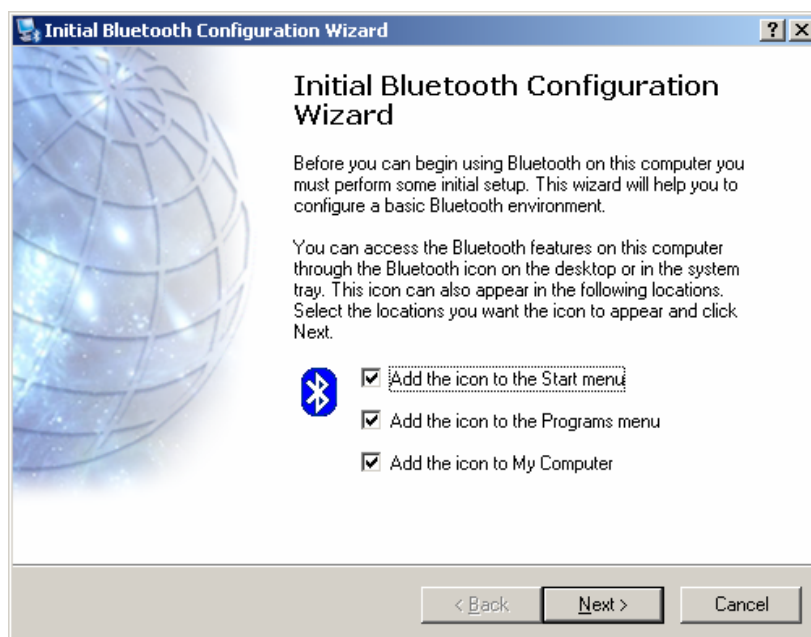 Initial Bluetooth Configuration Wizard
Initial Bluetooth Configuration
Wizard
Before you can begin using Bluetooth on this computer you
must perform some initial setup. This wizard will help you to
configure a basic Bluetooth environment.
You can access the Bluetooth features on this computer
through the Bluetooth icon on the desktop or in the system
tray. This icon can also appear in the following locations.
Select the locations you want the icon to appear and click
Next.
Add the icon to the Start menu
Add the icon to the Programs menu
Add the icon to My Computer
< Back
Next >
Cancel